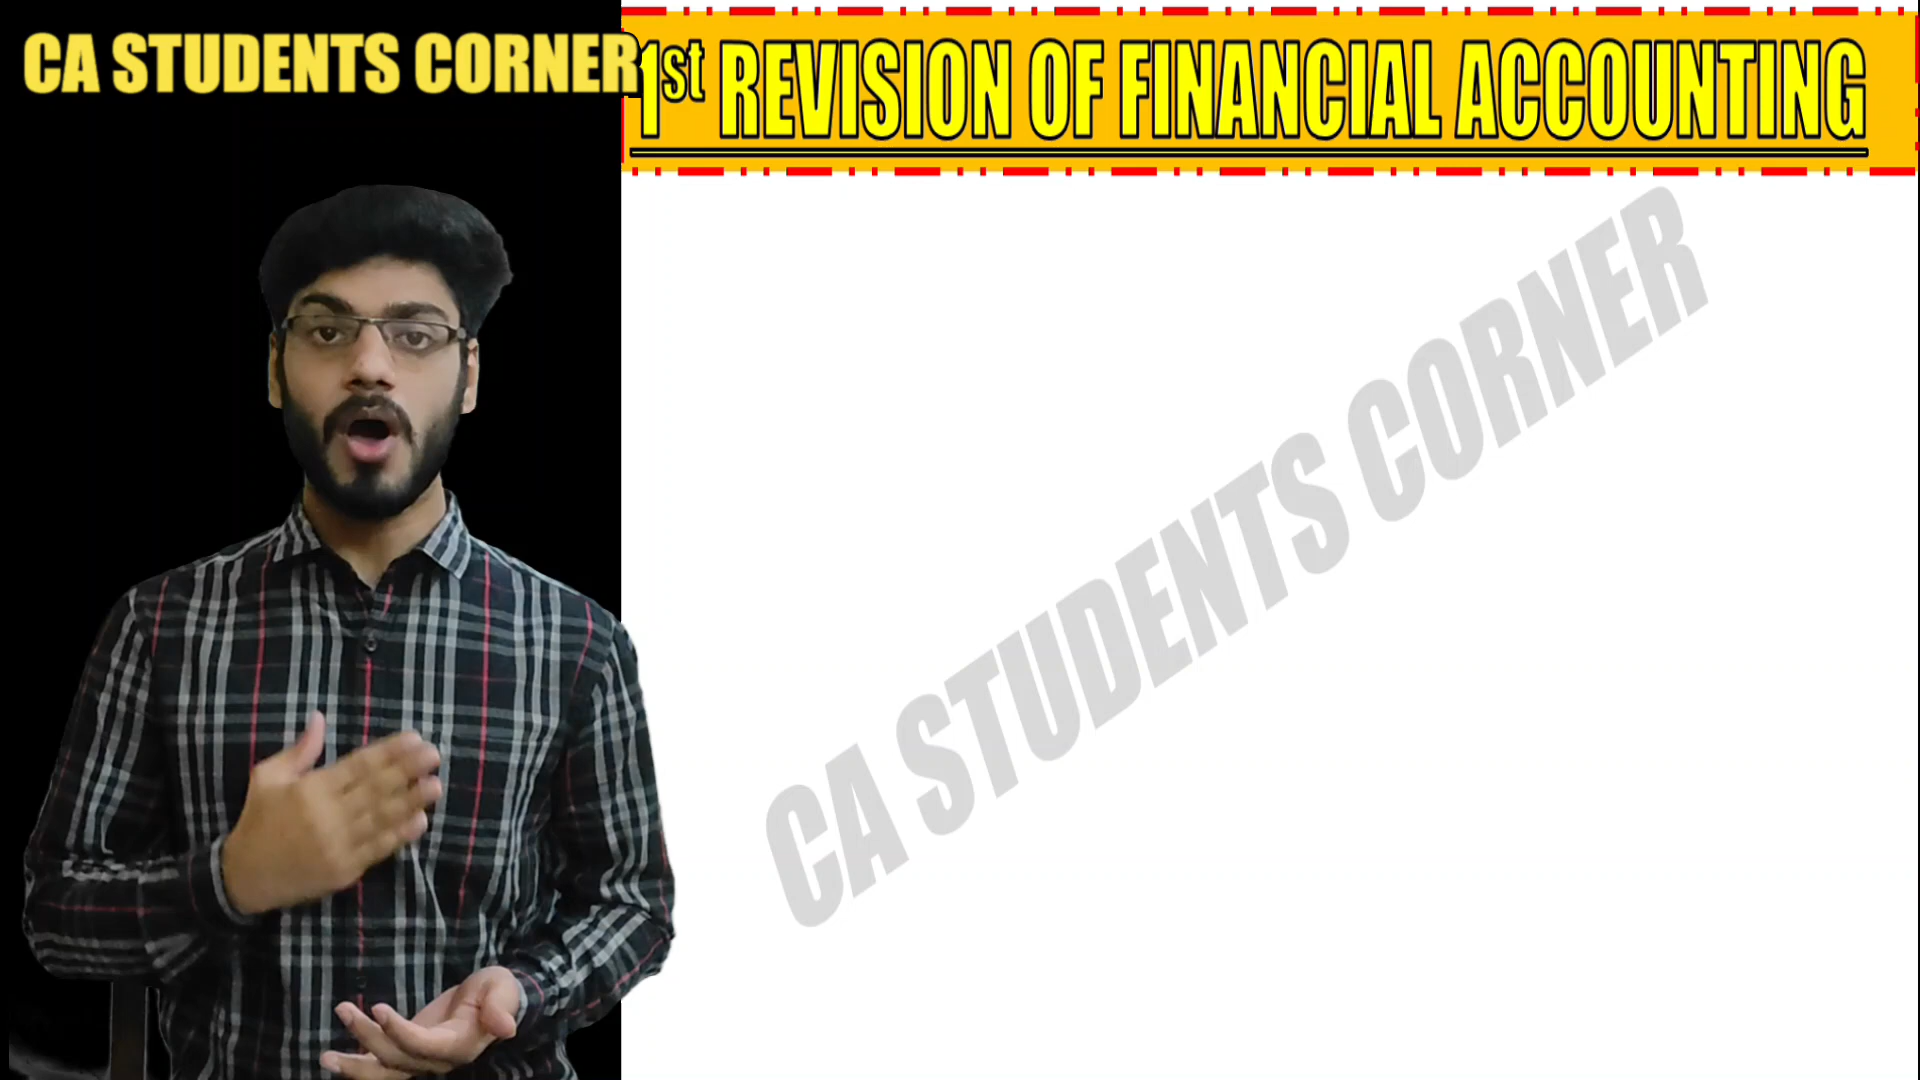 CA STUDENTS CORNER
1st REVISION OF FINANCIAL ACCOUNTING
CA STUDENTS CORNER